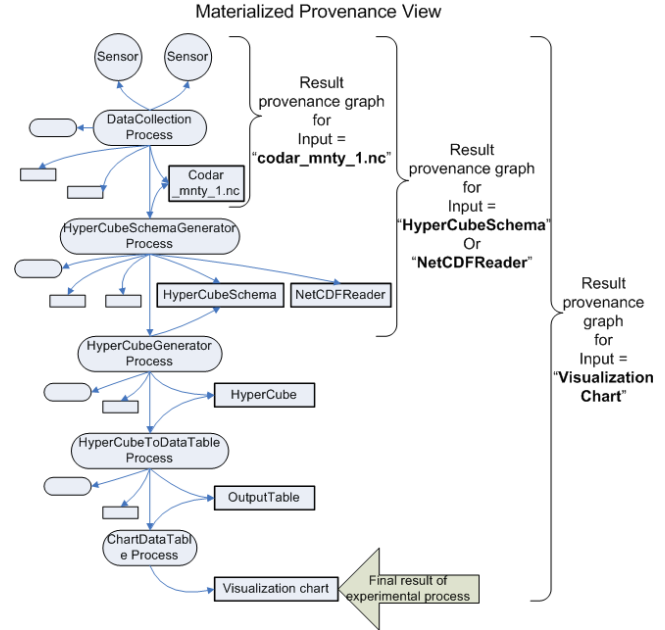 Materialized Provenance View
Sensor
Sensor
DataCollection
Process
Codar
_mnty_1.nc
HyperCubeSchemaGenerator
Process
HyperCubeSchema
NetCDFReader
HyperCubeGenerator
Process
HyperCube
HyperCubeToDataTable
Process
OutputTable
ChartDataTabl
e Process
Visualization chart
Final result of
experimental process
Result
provenance graph
for
Input =
“codar_mnty_1.nc”
Result
provenance graph
for
Input =
“HyperCubeSchema”
Or
“NetCDFReader”
Result
provenance
graph
for
Input =
“Visualization
Chart”